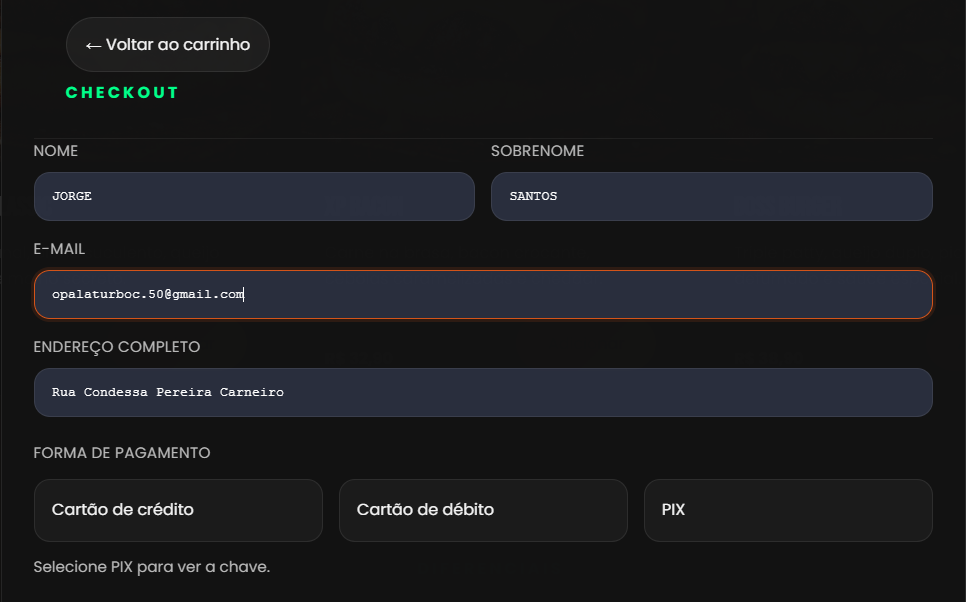 ← Voltar ao carrinho
CHECKOUT
NOME
SOBRENOME
JORGE
SANTOS
E-MAIL
opalaturboc.50@gmail.com
ENDEREÇO COMPLETO
Rua Condessa Pereira Carneiro
FORMA DE PAGAMENTO
Cartão de crédito
Cartão de débito
PIX
Selecione PIX para ver a chave.